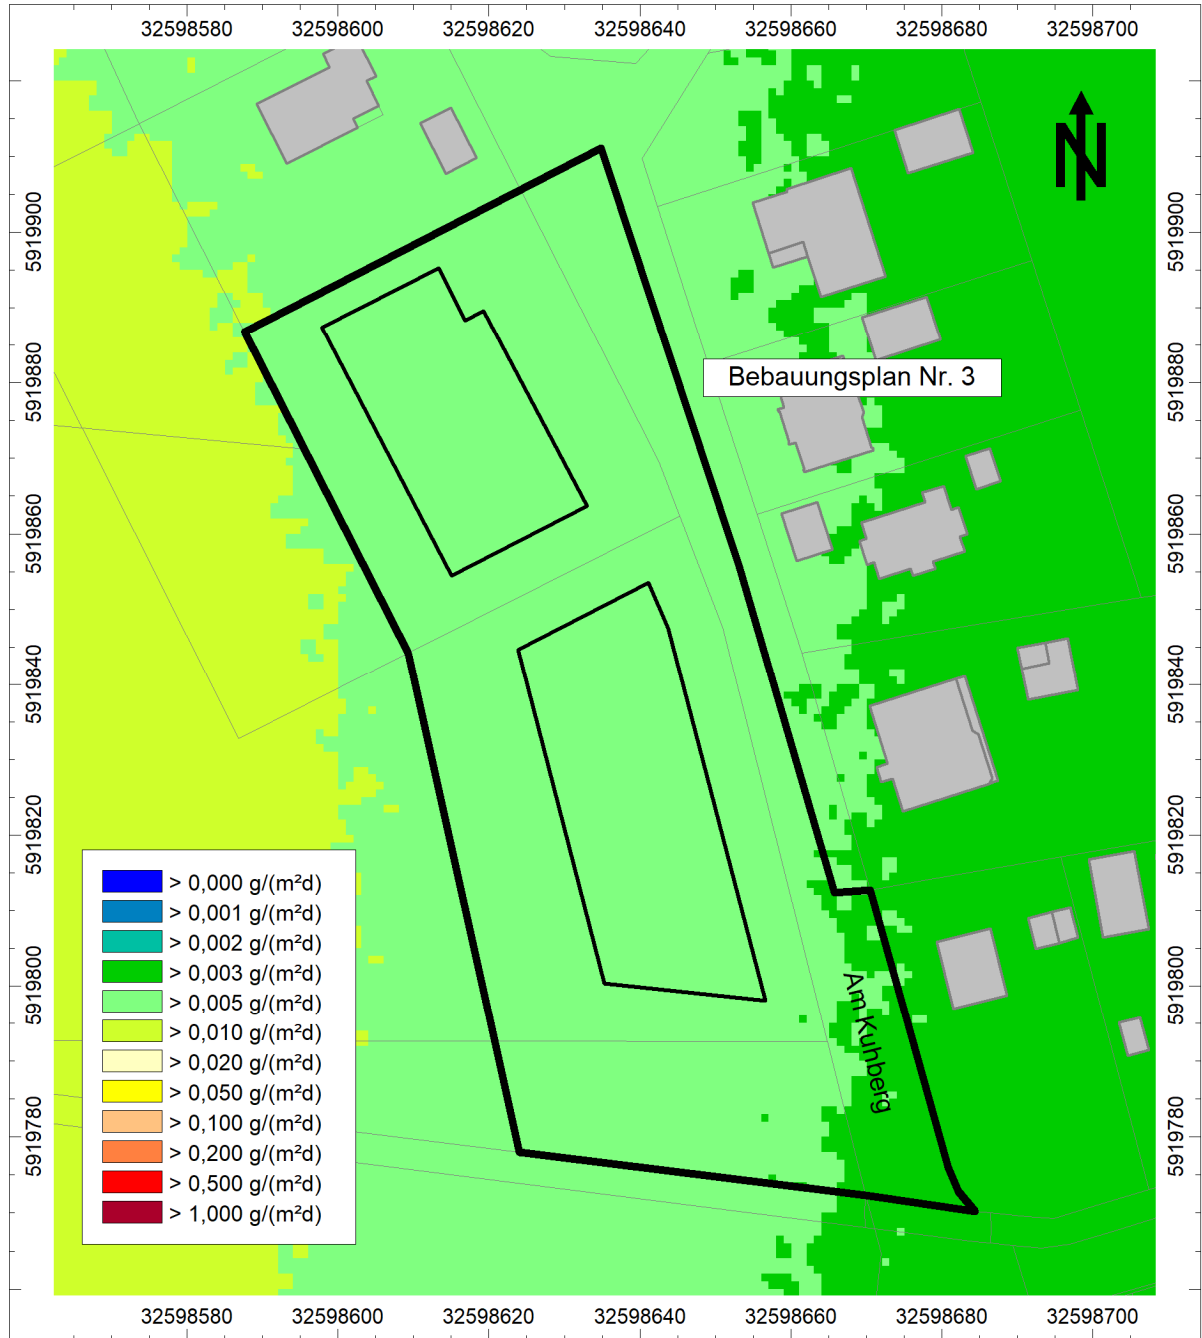 32598580 32598600 32598620 32598640 32598660 32598680 32598700
N
5919900 5919900
5919880 5919880
Bebauungsplan Nr. 3
5919860 5919860
5919840 5919840
5919820 5919820
> 0,000 g/(m²d)
> 0,001 g/(m²d)
> 0,002 g/(m²d)
> 0,003 g/(m²d)
> 0,005 g/(m²d)
> 0,010 g/(m²d)
> 0,020 g/(m²d)
> 0,050 g/(m²d)
> 0,100 g/(m²d)
> 0,200 g/(m²d)
> 0,500 g/(m²d)
> 1,000 g/(m²d)
5919800 5919800
Am Kuhberg
5919780 5919780
32598580 32598600 32598620 32598640 32598660 32598680 32598700